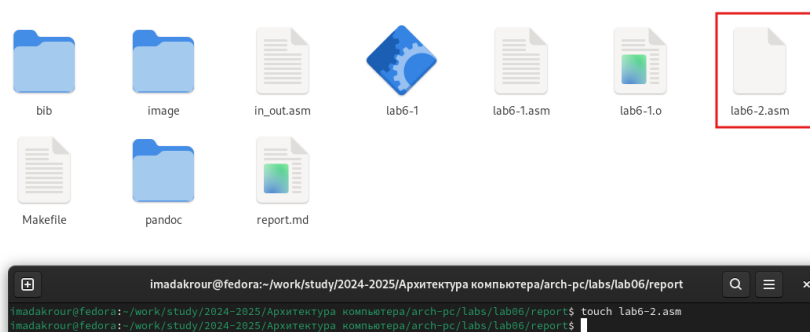 bib image in_out.asm lab6-1 lab6-1.asm lab6-1.o lab6-2.asm
Makefile pandoc report.md
imadakrour@fedora:~/work/study/2024-2025/Архитектура компьютера/arch-pc/labs/lab06/report
imadakrour@fedora:~/work/study/2024-2025/Архитектура компьютера/arch-pc/labs/lab06/report$ touch lab6-2.asm
imadakrour@fedora:~/work/study/2024-2025/Архитектура компьютера/arch-pc/labs/lab06/report$